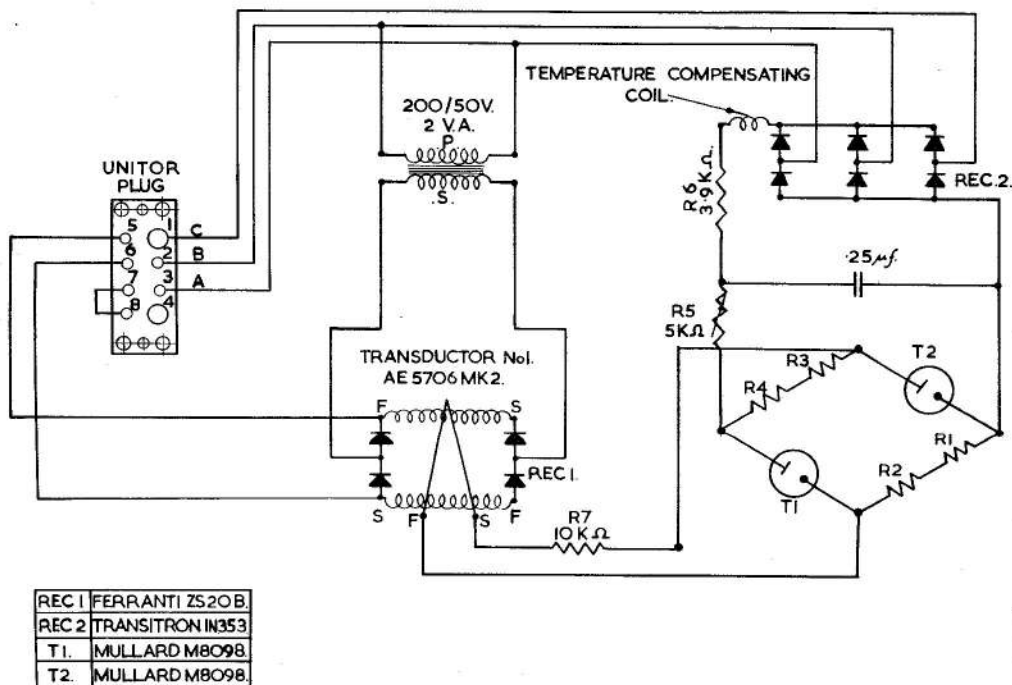 TEMPERATURE COMPENSATING
COIL.
200/50V.
2 V.A.
P.
S.
UNITOR
PLUG
5
1
C
6
2
B
7
3
A
8
4
REC.2.
R6
3·9KΩ.
·25µf.
R5
5KΩ
TRANSDUCTOR No1.
AE 5706 MK2.
F
S
REC 1.
S
F
F
S
R7
10KΩ
R3
R4
T2
R1
R2
T1
REC 1 FERRANTI ZS20B.
REC 2 TRANSITRON IN353
T1. MULLARD M8098.
T2. MULLARD M8098.